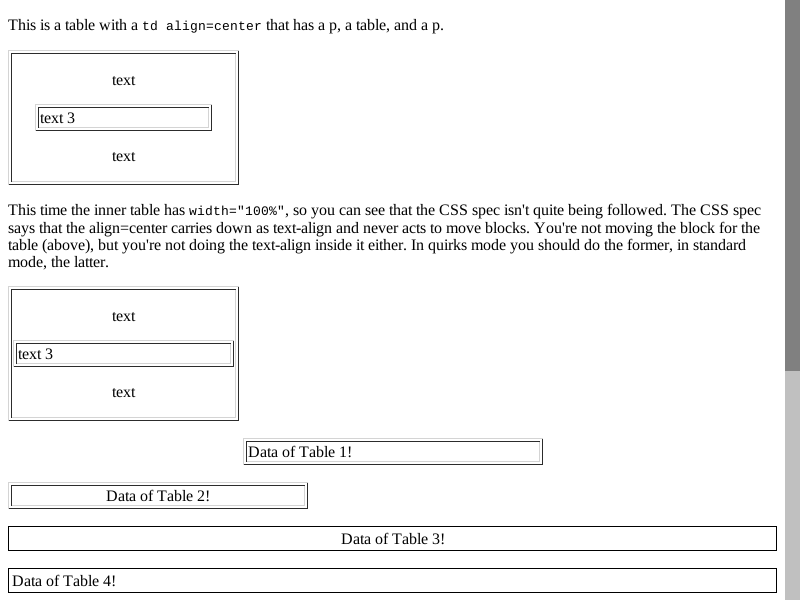 This is a table with a td align=center that has a p, a table, and a p.
text
text 3
text
This time the inner table has width="100%", so you can see that the CSS spec isn't quite being followed. The CSS spec
says that the align=center carries down as text-align and never acts to move blocks. You're not moving the block for the
table (above), but you're not doing the text-align inside it either. In quirks mode you should do the former, in standard
mode, the latter.
text
text 3
text
Data of Table 1!
Data of Table 2!
Data of Table 3!
Data of Table 4!